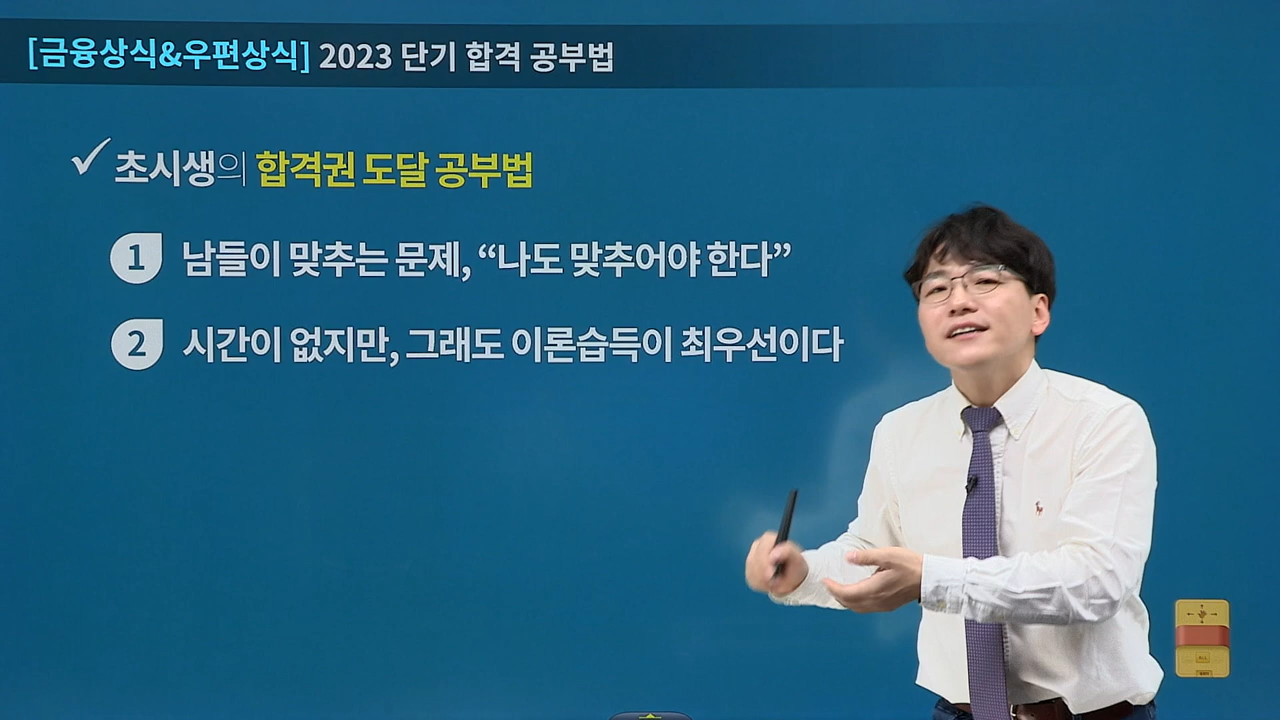 [금융상식&우편상식] 2023 단기 합격 공부법
초시생의 합격권 도달 공부법
1 남들이 맞추는 문제, “나도 맞추어야 한다”
2 시간이 없지만, 그래도 이론습득이 최우선이다